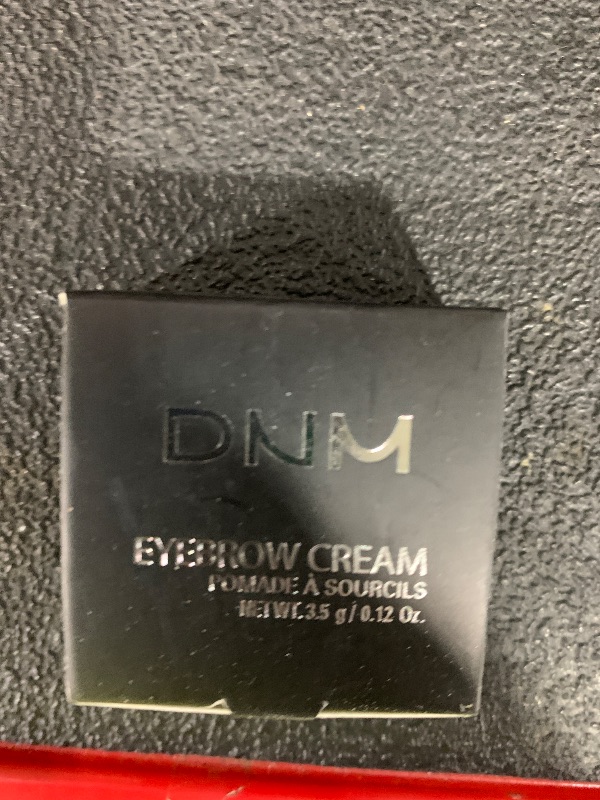 DNM
EYEBROW CREAM
POMADE À SOURCILS
NET WT. 3.5 g / 0.12 Oz.